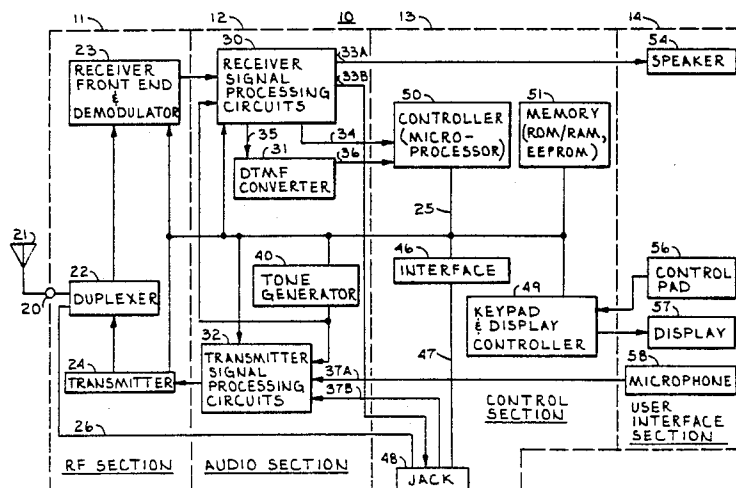 11
12
10
13
14
23
30
33A
54
RECEIVER
FRONT END
&
DEMODULATOR
RECEIVER
SIGNAL
PROCESSING
CIRCUITS
33B
SPEAKER
50
51
CONTROLLER
(MICRO-
PROCESSOR)
MEMORY
(ROM/RAM,
EEPROM)
35
34
31
36
DTMF
CONVERTER
25
21
40
46
56
22
TONE
GENERATOR
INTERFACE
CONTROL
PAD
20
DUPLEXER
49
KEYPAD
&
DISPLAY
CONTROLLER
57
DISPLAY
32
47
24
TRANSMITTER
TRANSMITTER
SIGNAL
PROCESSING
CIRCUITS
37A
37B
58
MICROPHONE
CONTROL
SECTION
USER
INTERFACE
SECTION
26
48
JACK
RF SECTION
AUDIO SECTION